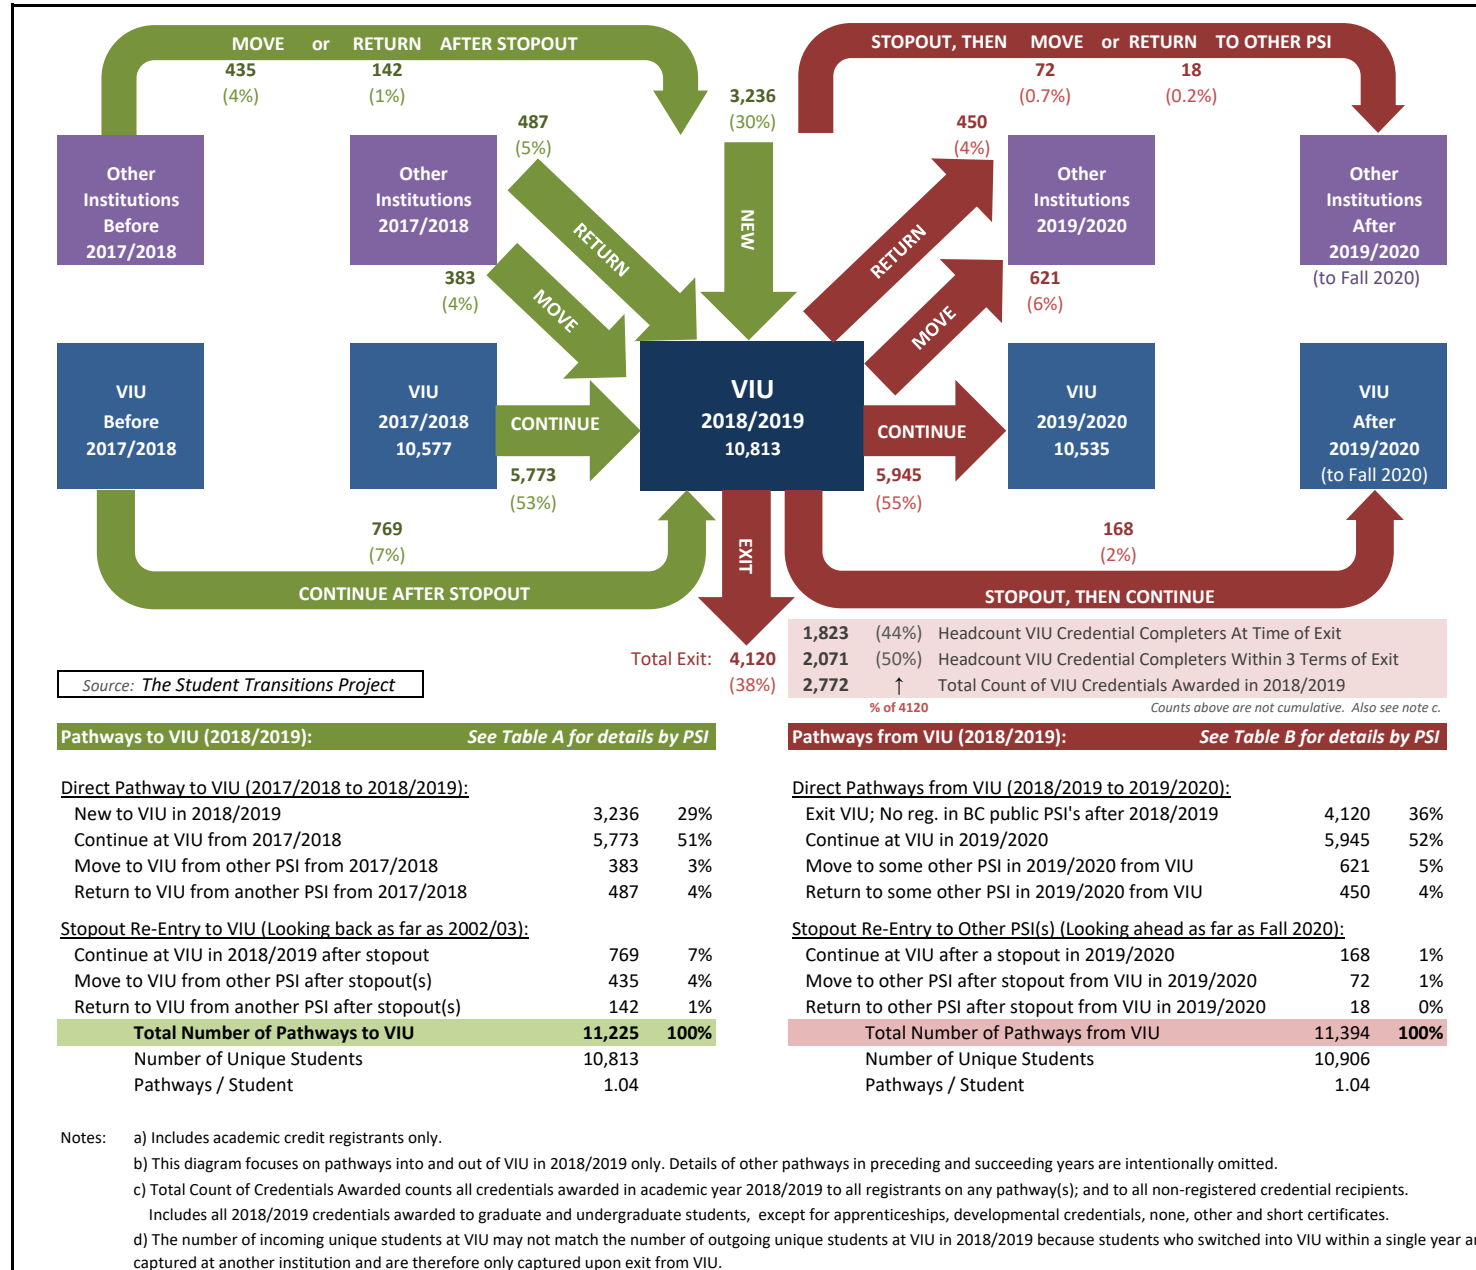 MOVE or RETURN AFTER STOPOUT
435 142
(4%) (1%)
STOPOUT, THEN MOVE or RETURN TO OTHER PSI
72 18
(0.7%) (0.2%)
3,236
(30%)
487
(5%)
450
(4%)
Other
Institutions
Before
2017/2018
Other
Institutions
2017/2018
NEW
RETURN
MOVE
383
(4%)
RETURN
MOVE
Other
Institutions
2019/2020
621
(6%)
Other
Institutions
After
2019/2020
(to Fall 2020)
VIU
Before
2017/2018
VIU
2017/2018
10,577
CONTINUE
5,773
(53%)
VIU
2018/2019
10,813
CONTINUE
5,945
(55%)
VIU
2019/2020
10,535
VIU
After
2019/2020
(to Fall 2020)
769
(7%)
CONTINUE AFTER STOPOUT
EXIT
168
(2%)
STOPOUT, THEN CONTINUE
Total Exit: 4,120
(38%)
1,823 (44%) Headcount VIU Credential Completers At Time of Exit
2,071 (50%) Headcount VIU Credential Completers Within 3 Terms of Exit
2,772 ↑ Total Count of VIU Credentials Awarded in 2018/2019
% of 4120 Counts above are not cumulative. Also see note c.
Source: The Student Transitions Project
Pathways to VIU (2018/2019): See Table A for details by PSI
Direct Pathway to VIU (2017/2018 to 2018/2019):
New to VIU in 2018/2019 3,236 29%
Continue at VIU from 2017/2018 5,773 51%
Move to VIU from other PSI from 2017/2018 383 3%
Return to VIU from another PSI from 2017/2018 487 4%
Stopout Re-Entry to VIU (Looking back as far as 2002/03):
Continue at VIU in 2018/2019 after stopout 769 7%
Move to VIU from other PSI after stopout(s) 435 4%
Return to VIU from another PSI after stopout(s) 142 1%
Total Number of Pathways to VIU 11,225 100%
Number of Unique Students 10,813
Pathways / Student 1.04
Pathways from VIU (2018/2019): See Table B for details by PSI
Direct Pathways from VIU (2018/2019 to 2019/2020):
Exit VIU; No reg. in BC public PSI's after 2018/2019 4,120 36%
Continue at VIU in 2019/2020 5,945 52%
Move to some other PSI in 2019/2020 from VIU 621 5%
Return to some other PSI in 2019/2020 from VIU 450 4%
Stopout Re-Entry to Other PSI(s) (Looking ahead as far as Fall 2020):
Continue at VIU after a stopout in 2019/2020 168 1%
Move to other PSI after stopout from VIU in 2019/2020 72 1%
Return to other PSI after stopout from VIU in 2019/2020 18 0%
Total Number of Pathways from VIU 11,394 100%
Number of Unique Students 10,906
Pathways / Student 1.04
Notes: a) Includes academic credit registrants only.
b) This diagram focuses on pathways into and out of VIU in 2018/2019 only. Details of other pathways in preceding and succeeding years are intentionally omitted.
c) Total Count of Credentials Awarded counts all credentials awarded in academic year 2018/2019 to all registrants on any pathway(s); and to all non-registered credential recipients.
Includes all 2018/2019 credentials awarded to graduate and undergraduate students, except for apprenticeships, developmental credentials, none, other and short certificates.
d) The number of incoming unique students at VIU may not match the number of outgoing unique students at VIU in 2018/2019 because students who switched into VIU within a single year
captured at another institution and are therefore only captured upon exit from VIU.